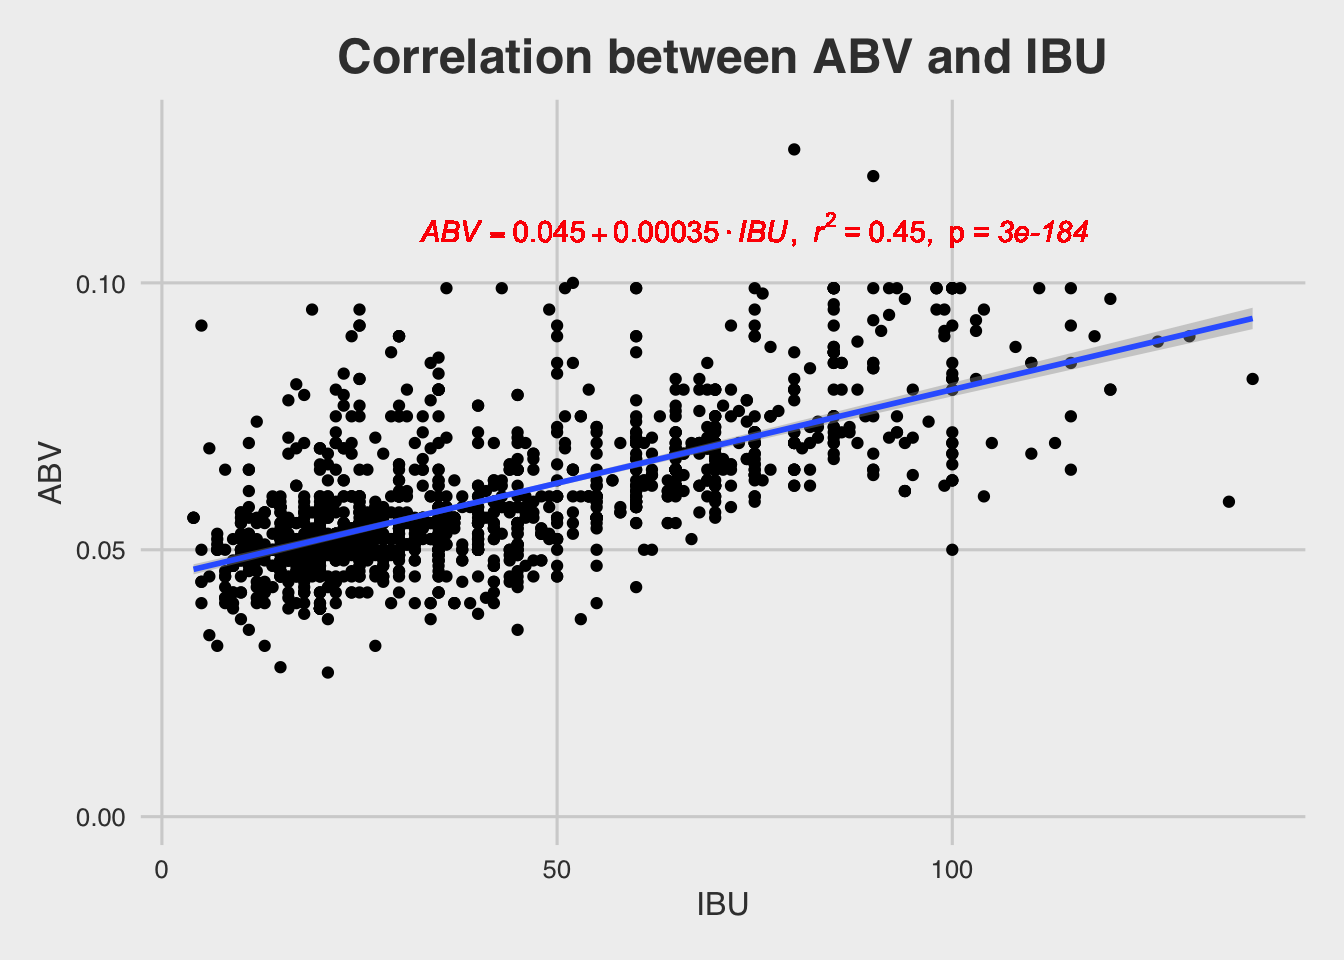 Correlation between ABV and IBU
ABV = 0.045 + 0.00035 · IBU, r² = 0.45, p = 3e-184
ABV
0.10
0.05
0.00
0 50 100
IBU